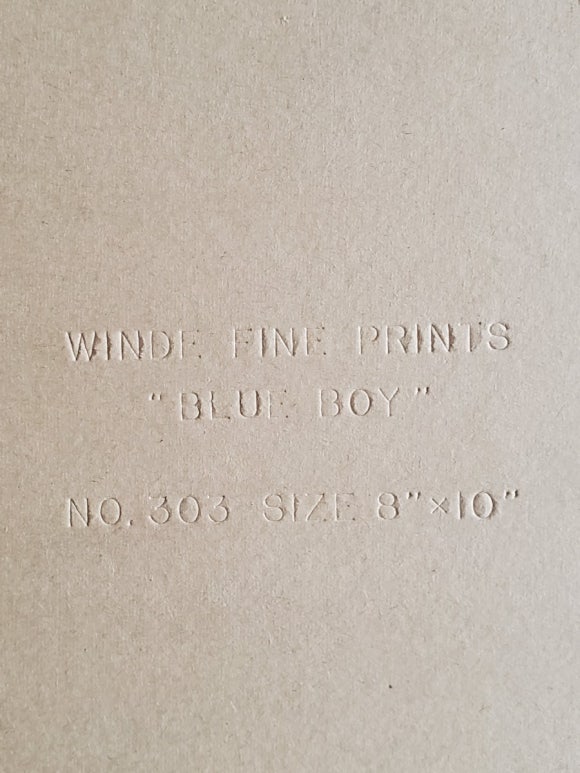 WINDE FINE PRINTS
"BLUE BOY"
NO. 303 SIZE 8"×10"